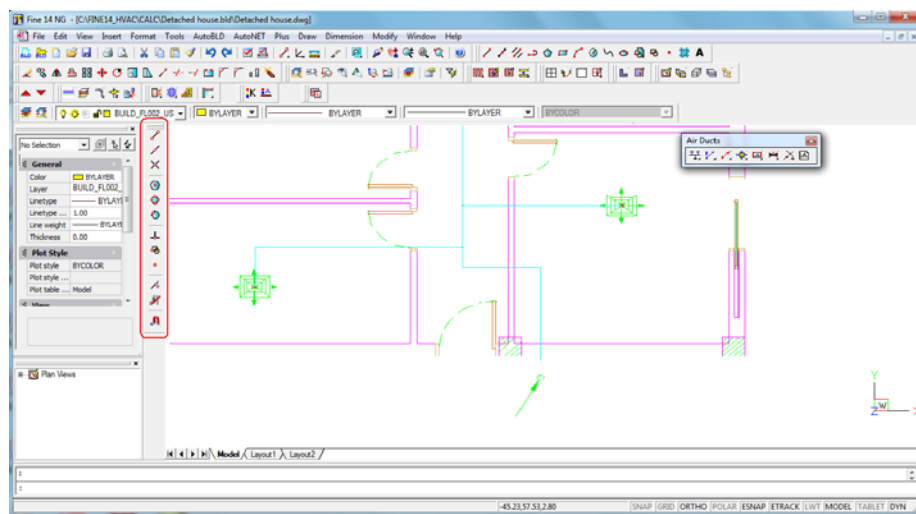 Fine 14 NG - [C:\FINE14_HVAC\CALC\Detached house.bld\Detached house.dwg]
File Edit View Insert Format Tools AutoBLD AutoNET Plus Draw Dimension Modify Window Help
BUILD_FL002_US BYLAYER BYLAYER BYLAYER BYCOLOR
No Selection
General
Color BYLAYER
Layer BUILD_FL002_
Linetype BYLAYI
Linetype ... 1.00
Line weight BYLAYI
Thickness 0.00
Plot Style
Plot style BYCOLOR
Plot style ...
Plot table ... Model
View
Air Ducts
Plan Views
Y
W
Z X
Model Layout1 Layout2
:
:
-45.23,57.53,2.80 SNAP GRID ORTHO POLAR ESNAP ETRACK LWT MODEL TABLET DYN